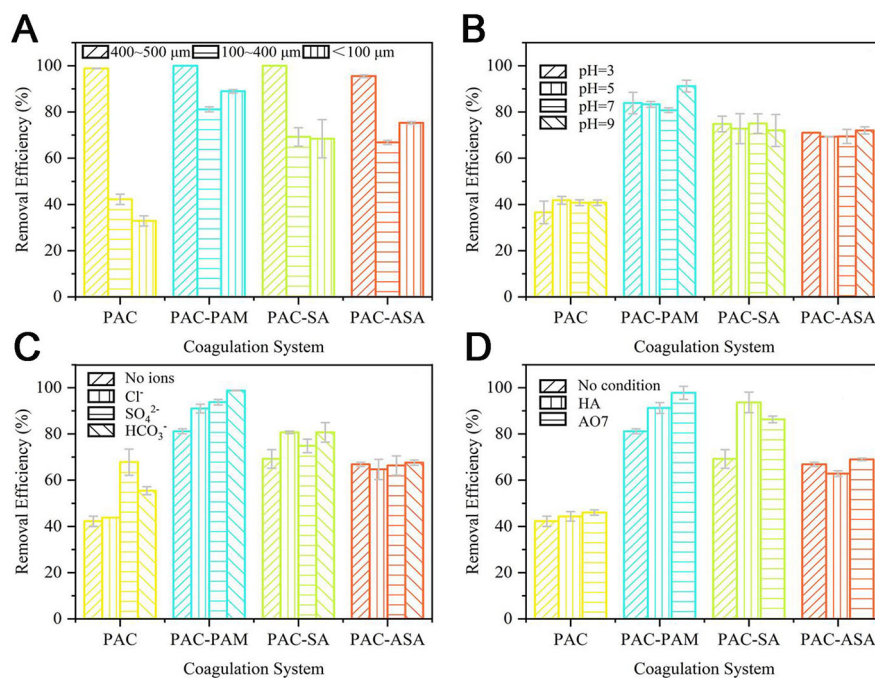 A
400~500 μm 100~400 μm <100 μm
Removal Efficiency (%)
100
80
60
40
20
0
PAC PAC-PAM PAC-SA PAC-ASA
Coagulation System
B
pH=3
pH=5
pH=7
pH=9
Removal Efficiency (%)
100
80
60
40
20
0
PAC PAC-PAM PAC-SA PAC-ASA
Coagulation System
C
No ions
Cl⁻
SO₄²⁻
HCO₃⁻
Removal Efficiency (%)
100
80
60
40
20
0
PAC PAC-PAM PAC-SA PAC-ASA
Coagulation System
D
No condition
HA
AO7
Removal Efficiency (%)
100
80
60
40
20
0
PAC PAC-PAM PAC-SA PAC-ASA
Coagulation System